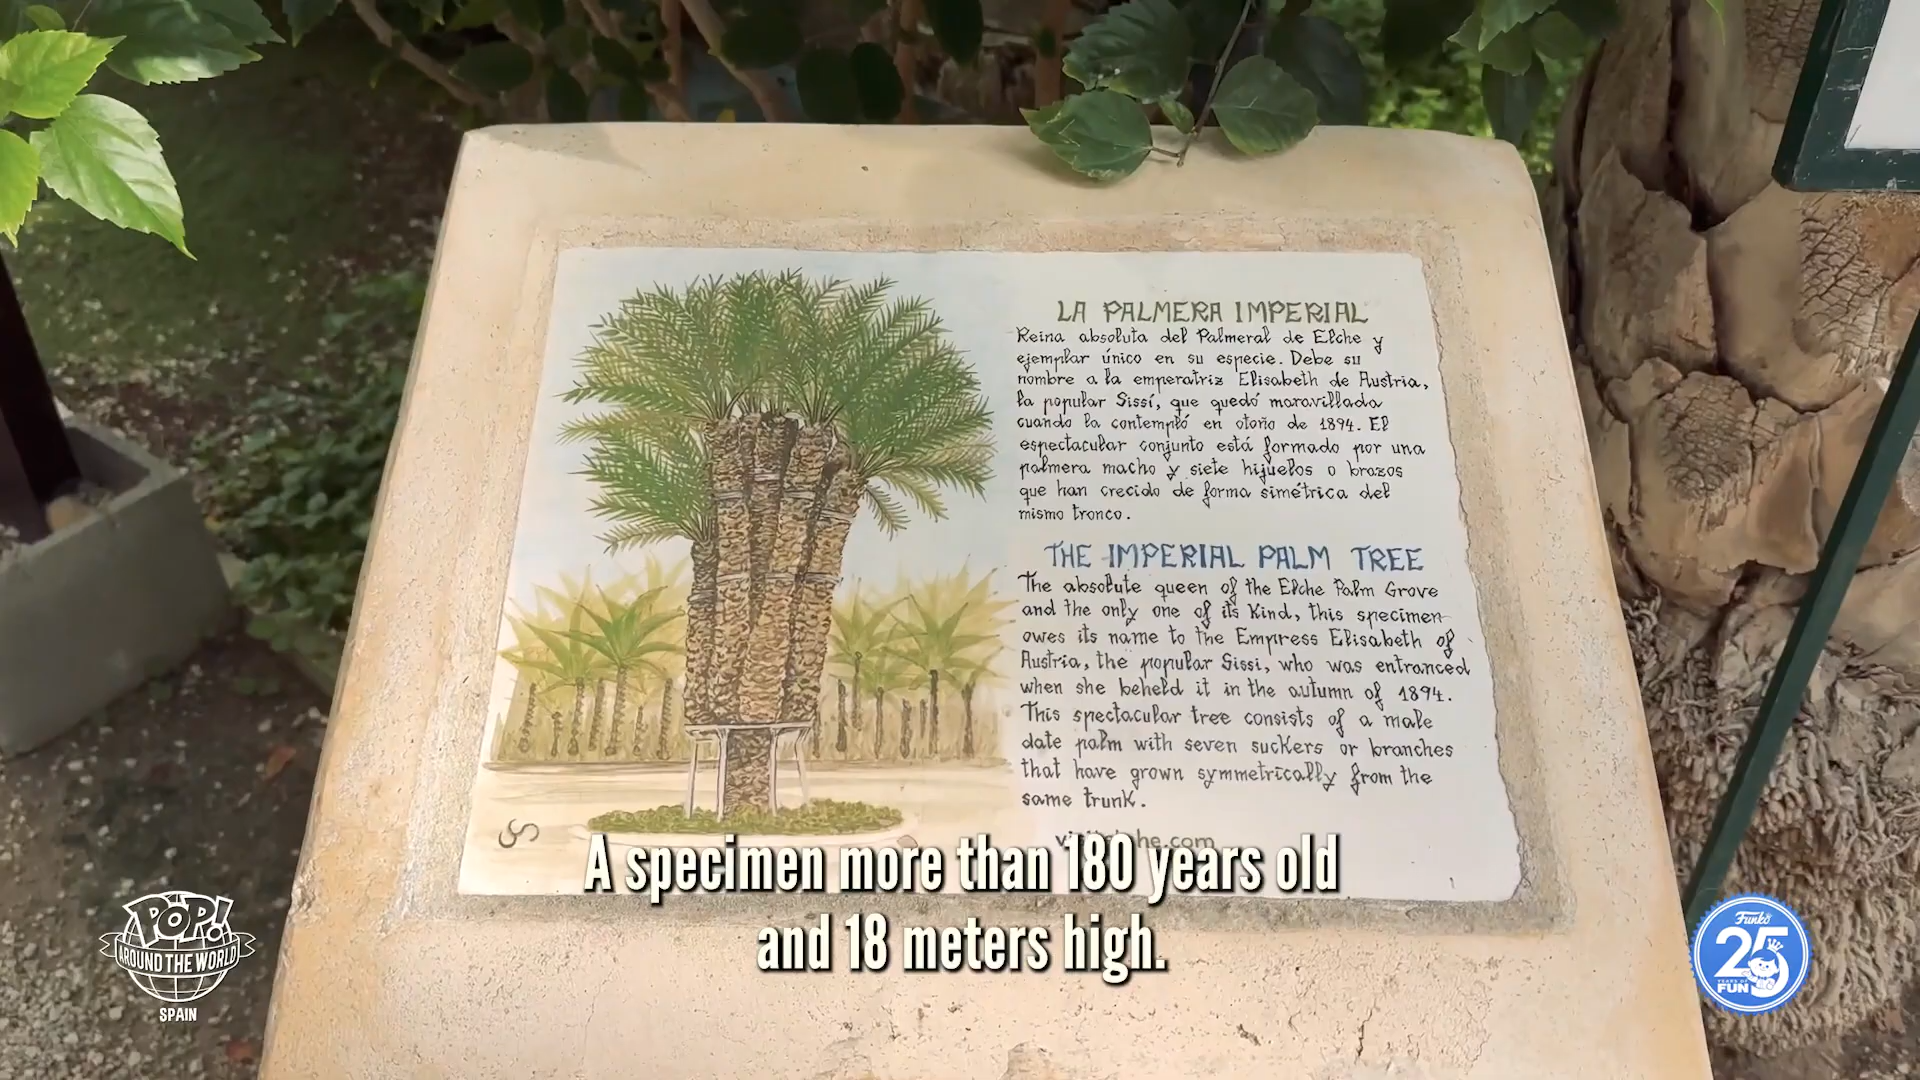 LA PALMERA IMPERIAL
Reina absoluta del Palmeral de Elche y
ejemplar único en su especie. Debe su
nombre a la emperatriz Elisabeth de Austria,
la popular Sissí, que quedó maravillada
cuando la contempló en otoño de 1894. El
espectacular conjunto está formado por una
palmera macho y siete hijuelos o brazos
que han crecido de forma simétrica del
mismo tronco.
THE IMPERIAL PALM TREE
The absolute queen of the Elche Palm Grove
and the only one of its kind, this specimen
owes its name to the Empress Elisabeth of
Austria, the popular Sissi, who was entranced
when she beheld it in the autumn of 1894.
This spectacular tree consists of a male
date palm with seven suckers or branches
that have grown symmetrically from the
same trunk.
A specimen more than 180 years old
and 18 meters high.
POP!
AROUND THE WORLD
SPAIN
Funko
25
YEARS OF
FUN